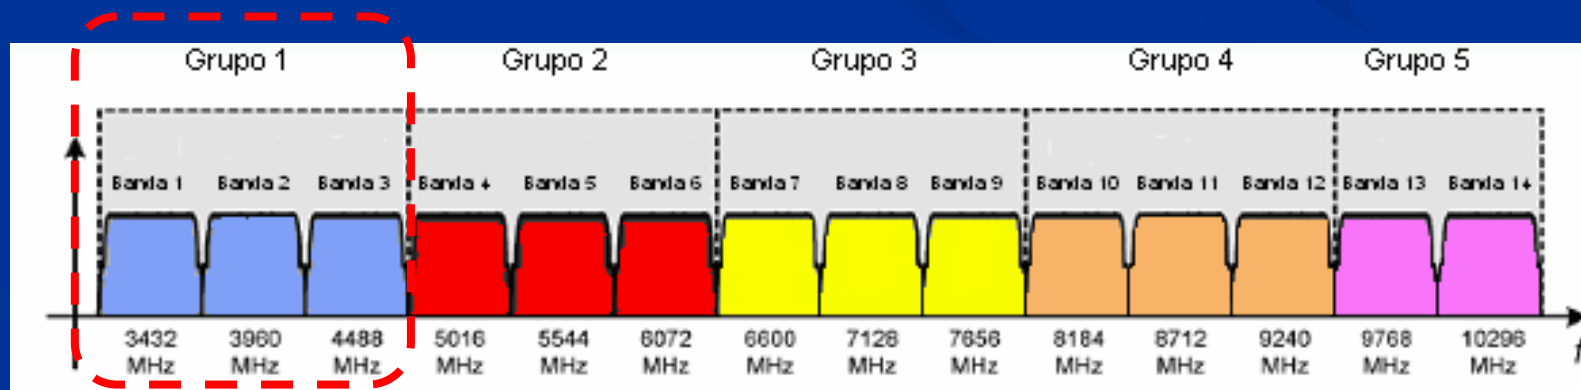 Grupo 1 Grupo 2 Grupo 3 Grupo 4 Grupo 5
Banda 1 Banda 2 Banda 3 Banda 4 Banda 5 Banda 6 Banda 7 Banda 8 Banda 9 Banda 10 Banda 11 Banda 12 Banda 13 Banda 14
3432 3960 4488 5016 5544 6072 6600 7128 7656 8184 8712 9240 9768 10296
MHz MHz MHz MHz MHz MHz MHz MHz MHz MHz MHz MHz MHz MHz
f